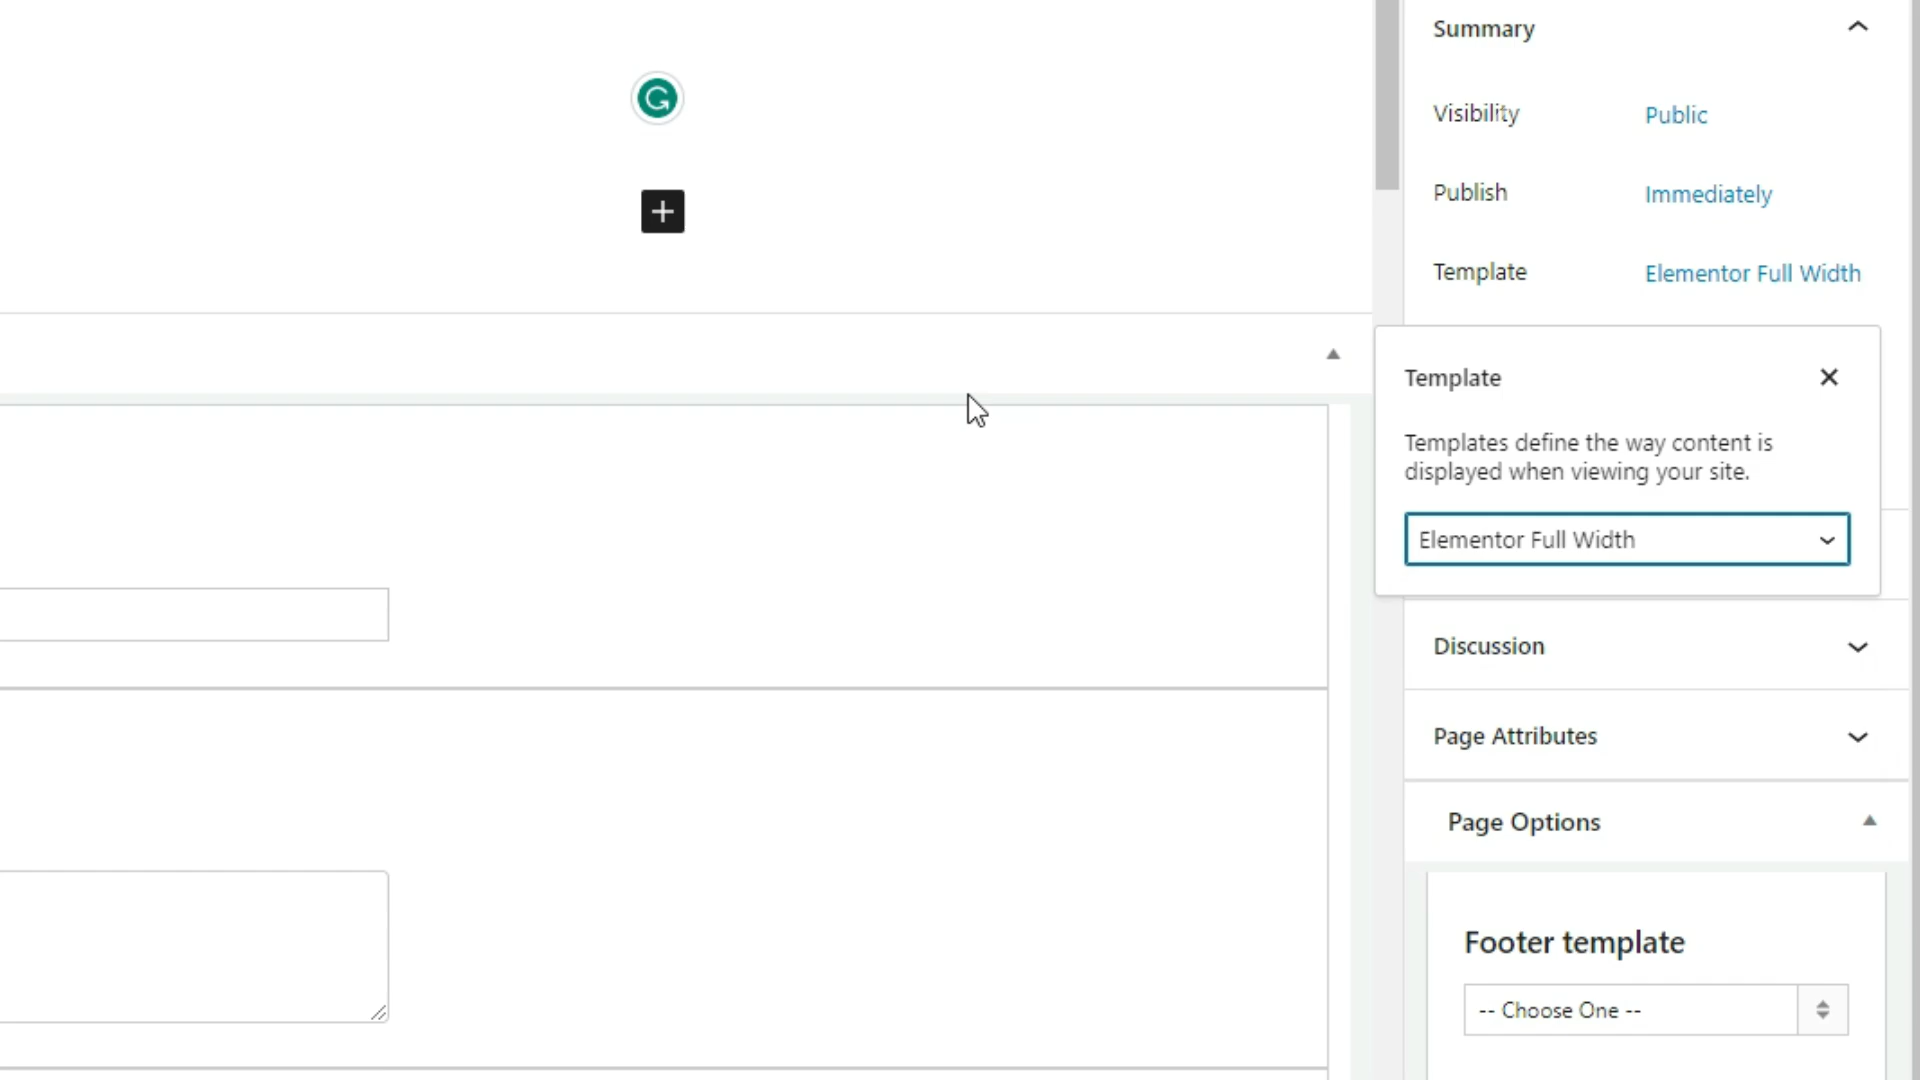 Summary
Visibility Public
Publish Immediately
Template Elementor Full Width
Template
Templates define the way content is
displayed when viewing your site.
Elementor Full Width
Discussion
Page Attributes
Page Options
Footer template
-- Choose One --